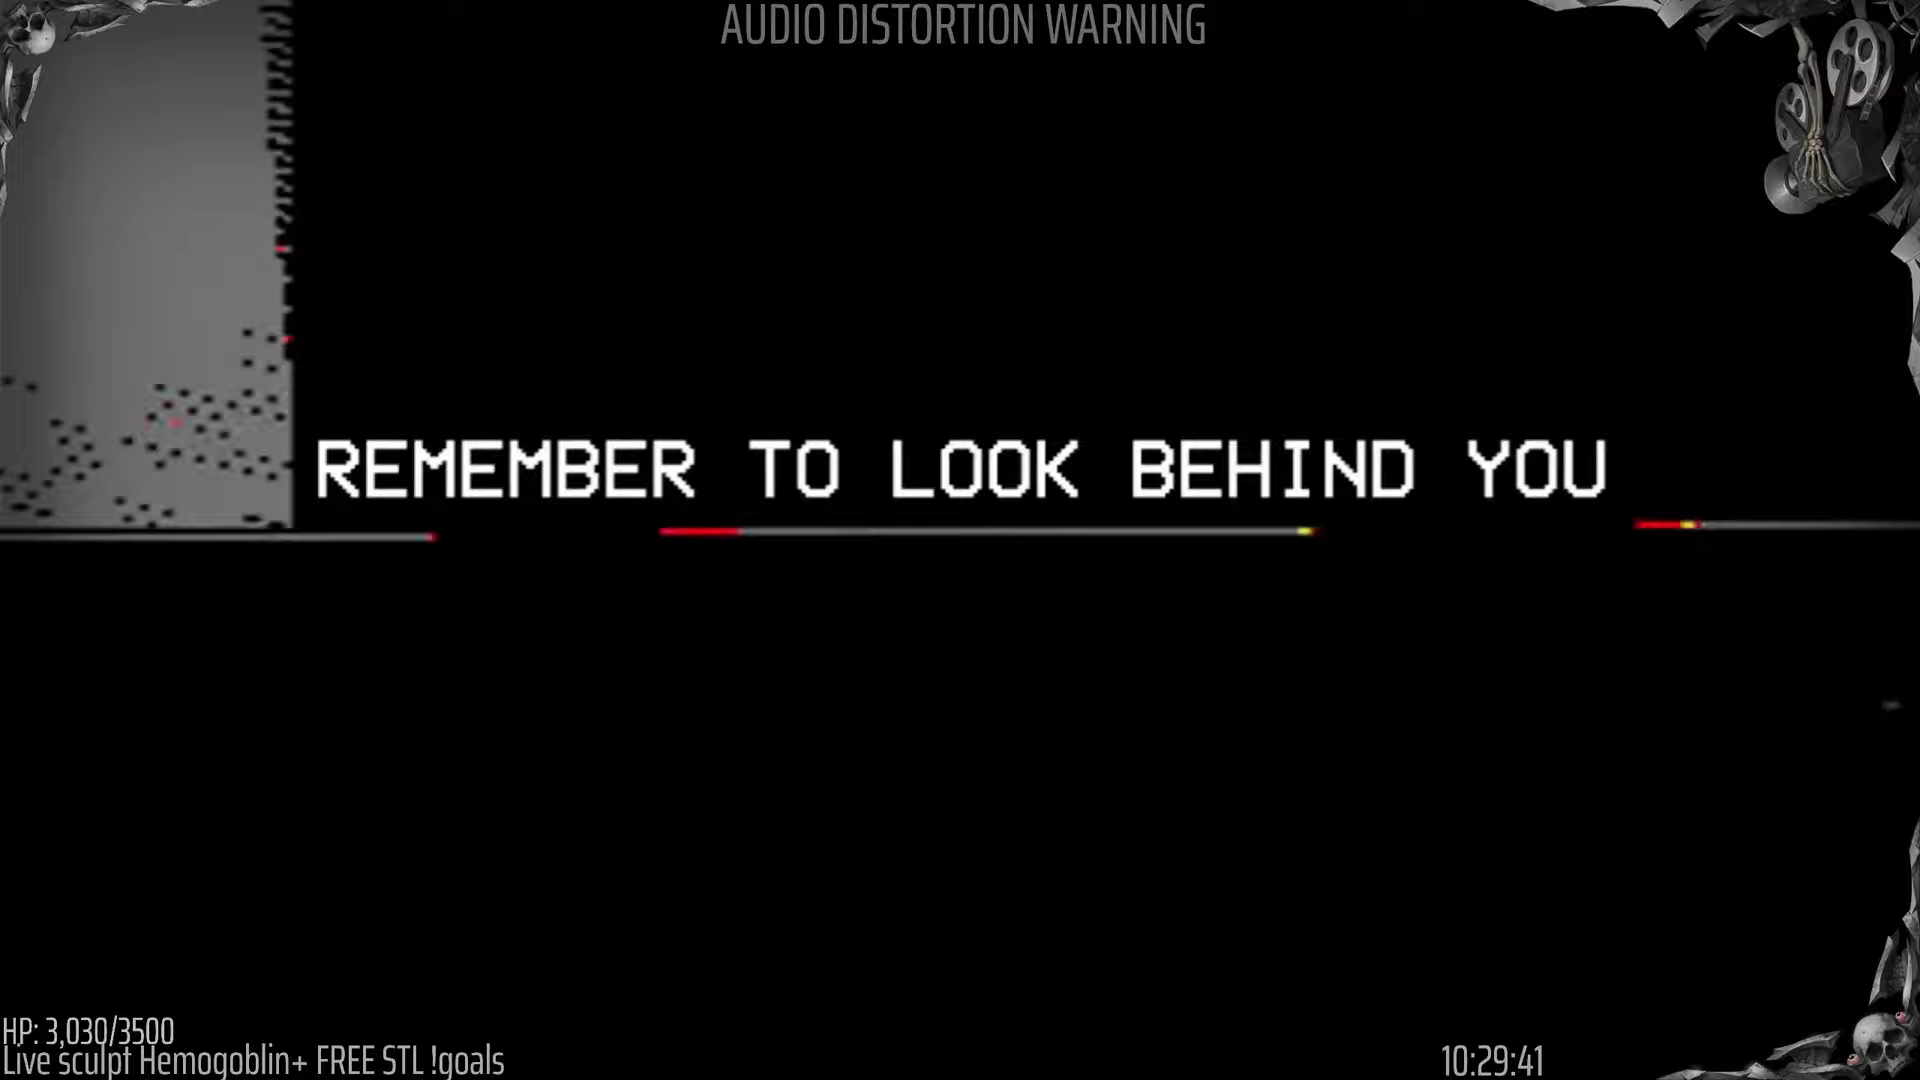 AUDIO DISTORTION WARNING
REMEMBER TO LOOK BEHIND YOU
HP: 3,030/3500
Live sculpt Hemogoblin+ FREE STL !goals
10:29:41